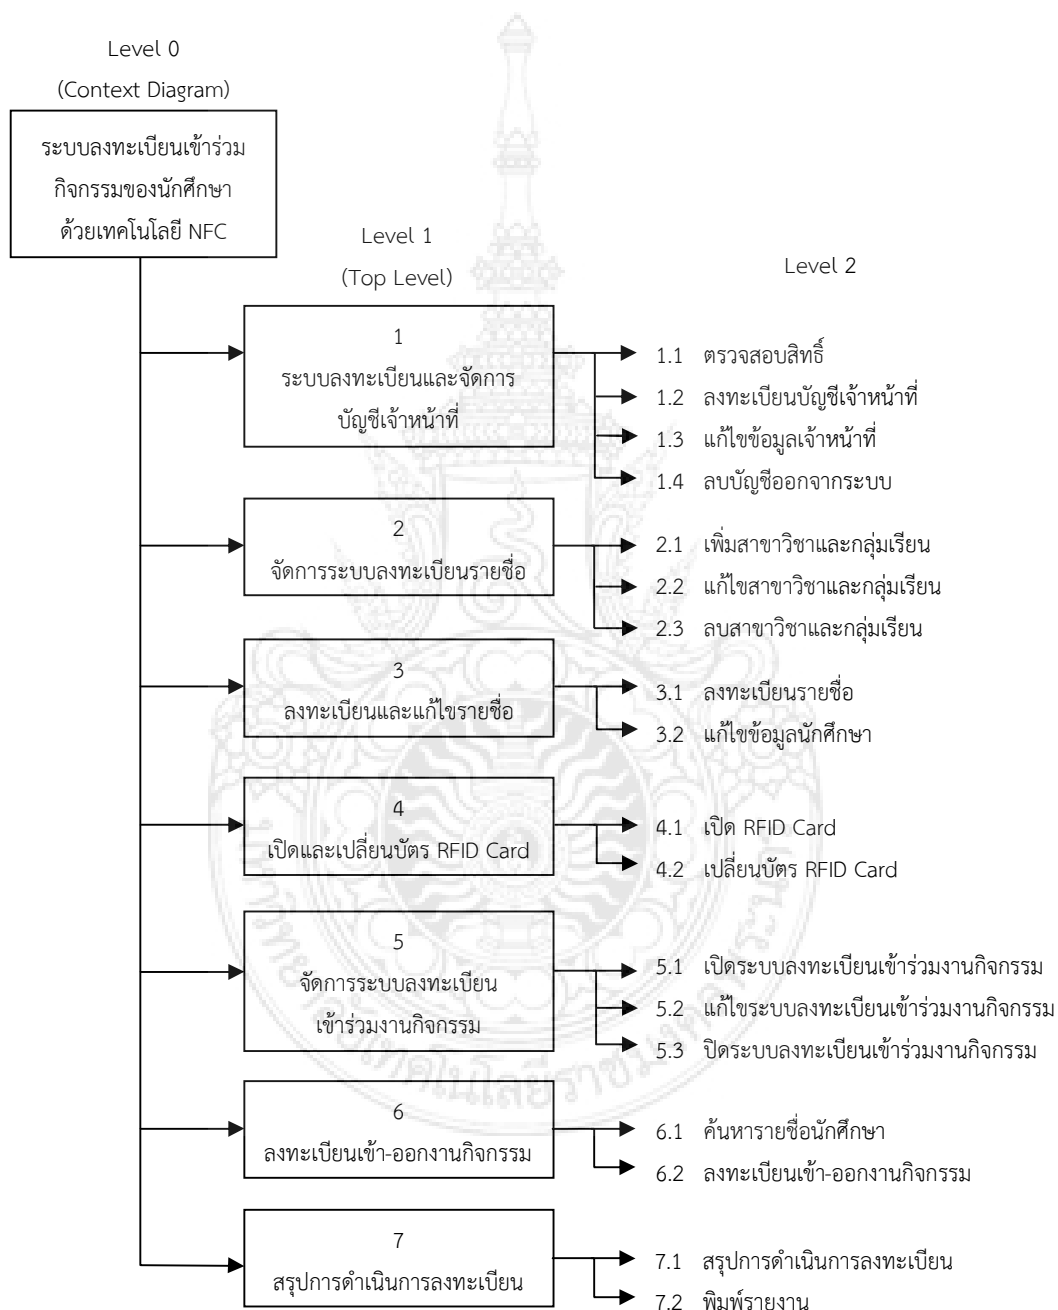 Level 0
(Context Diagram)
ระบบลงทะเบียนเข้าร่วม
กิจกรรมของนักศึกษา
ด้วยเทคโนโลยี NFC
Level 1
(Top Level)
Level 2
1
ระบบลงทะเบียนและจัดการ
บัญชีเจ้าหน้าที่
1.1 ตรวจสอบสิทธิ์
1.2 ลงทะเบียนบัญชีเจ้าหน้าที่
1.3 แก้ไขข้อมูลเจ้าหน้าที่
1.4 ลบบัญชีออกจากระบบ
2
จัดการระบบลงทะเบียนรายชื่อ
2.1 เพิ่มสาขาวิชาและกลุ่มเรียน
2.2 แก้ไขสาขาวิชาและกลุ่มเรียน
2.3 ลบสาขาวิชาและกลุ่มเรียน
3
ลงทะเบียนและแก้ไขรายชื่อ
3.1 ลงทะเบียนรายชื่อ
3.2 แก้ไขข้อมูลนักศึกษา
4
เปิดและเปลี่ยนบัตร RFID Card
4.1 เปิด RFID Card
4.2 เปลี่ยนบัตร RFID Card
5
จัดการระบบลงทะเบียน
เข้าร่วมงานกิจกรรม
5.1 เปิดระบบลงทะเบียนเข้าร่วมงานกิจกรรม
5.2 แก้ไขระบบลงทะเบียนเข้าร่วมงานกิจกรรม
5.3 ปิดระบบลงทะเบียนเข้าร่วมงานกิจกรรม
6
ลงทะเบียนเข้า-ออกงานกิจกรรม
6.1 ค้นหารายชื่อนักศึกษา
6.2 ลงทะเบียนเข้า-ออกงานกิจกรรม
7
สรุปการดำเนินการลงทะเบียน
7.1 สรุปการดำเนินการลงทะเบียน
7.2 พิมพ์รายงาน
มหาวิทยาลัยเทคโนโลยีราชมงคลพระนคร